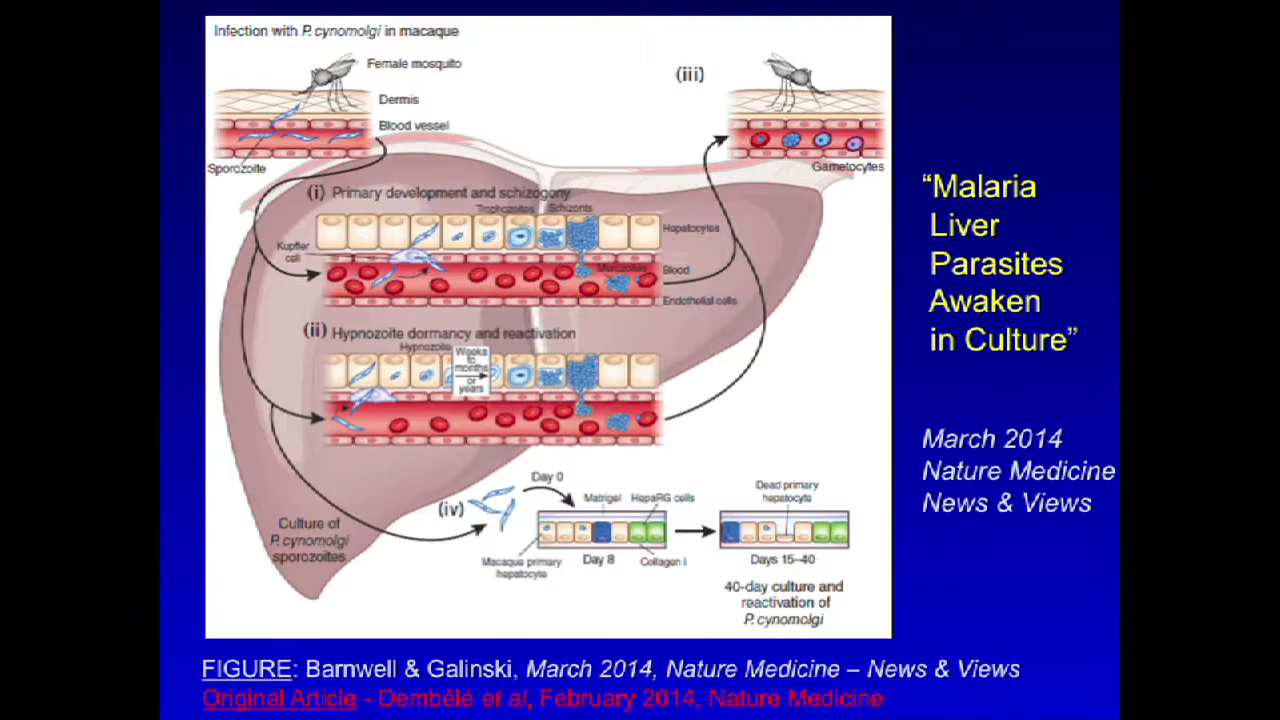 Infection with P. cynomolgi in macaque
Female mosquito
Dermis
Blood vessel
Sporozoite
(iii)
Gametocytes
(i) Primary development and schizogony
Trophozoites
Schizonts
Hepatocytes
Kupffer
cell
Merozoites
Blood
Endothelial cells
(ii) Hypnozoite dormancy and reactivation
Hypnozoite
Weeks
to
months
or
years
Culture of
P. cynomolgi
sporozoites
(iv)
Day 0
Matrigel
HepaRG cells
Macaque primary
hepatocyte
Day 8
Collagen I
Dead primary
hepatocyte
Days 15–40
40-day culture and
reactivation of
P. cynomolgi
“Malaria
Liver
Parasites
Awaken
in Culture”
March 2014
Nature Medicine
News & Views
FIGURE: Barnwell & Galinski, March 2014, Nature Medicine – News & Views
Original Article - Dembélé et al, February 2014, Nature Medicine